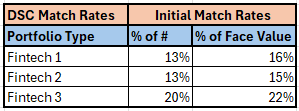 DSC Match Rates Initial Match Rates
Portfolio Type % of # % of Face Value
Fintech 1 13% 16%
Fintech 2 13% 15%
Fintech 3 20% 22%